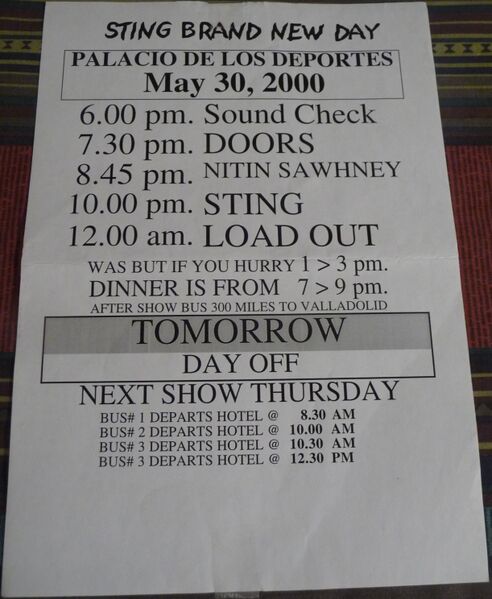 STING BRAND NEW DAY
PALACIO DE LOS DEPORTES
May 30, 2000
6.00 pm. Sound Check
7.30 pm. DOORS
8.45 pm. NITIN SAWHNEY
10.00 pm. STING
12.00 am. LOAD OUT
WAS BUT IF YOU HURRY 1 > 3 pm.
DINNER IS FROM 7 > 9 pm.
AFTER SHOW BUS 300 MILES TO VALLADOLID
TOMORROW
DAY OFF
NEXT SHOW THURSDAY
BUS# 1 DEPARTS HOTEL @ 8.30 AM
BUS# 2 DEPARTS HOTEL @ 10.00 AM
BUS# 3 DEPARTS HOTEL @ 10.30 AM
BUS# 3 DEPARTS HOTEL @ 12.30 PM